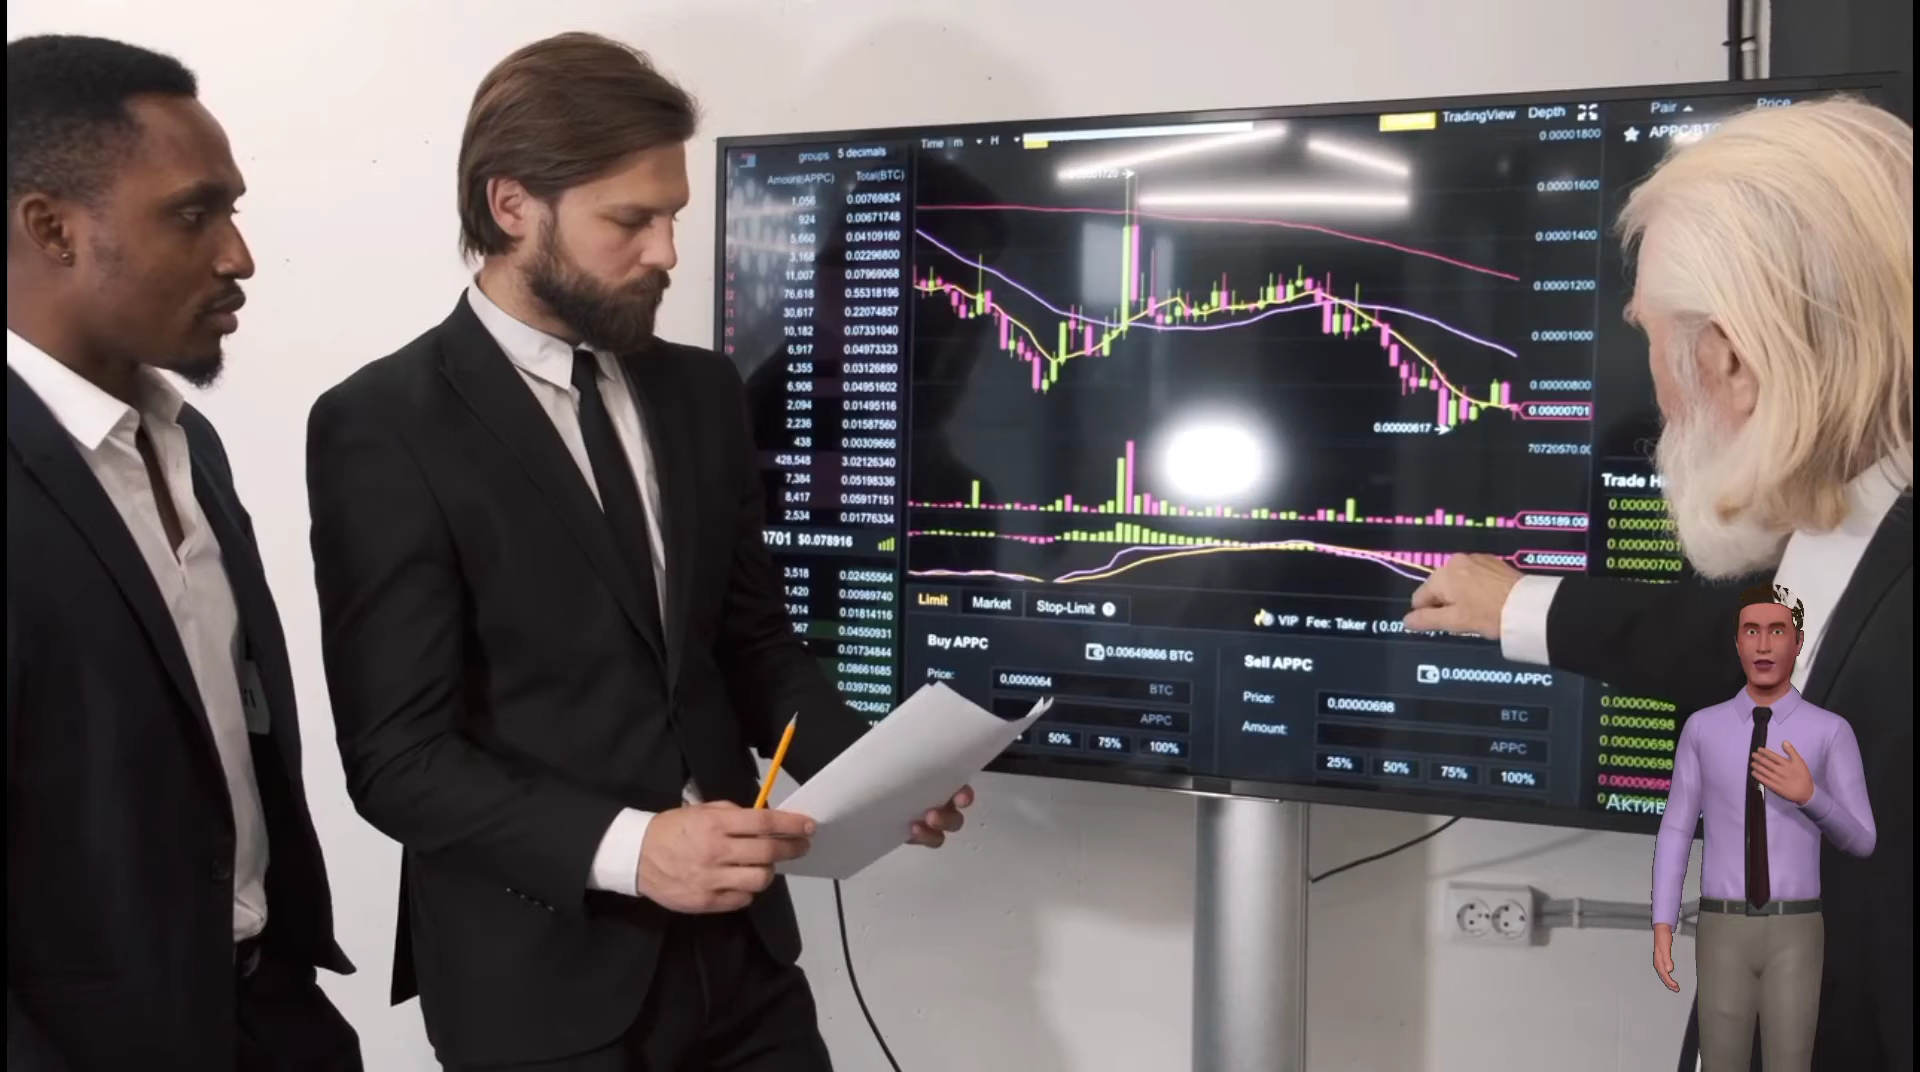 Time m H
TradingView Depth
Pair
Price
groups 5 decimals
Amount(APPC) Total(BTC)
1,056 0.00769824
924 0.00671748
5,660 0.04109160
3,168 0.02296800
11,007 0.07969068
76,618 0.55318196
30,617 0.22074857
10,182 0.07331040
6,917 0.04973323
4,355 0.03126890
6,906 0.04951602
2,094 0.01495116
2,236 0.01587560
438 0.00309666
428,548 3.02126340
7,384 0.05198336
8,417 0.05917151
2,534 0.01776334
$0.078916
3,518 0.02455564
0.00989740
0.01814116
0.04550931
0.01734844
0.08661685
0.03975090
0.00001800
0.00001600
0.00001400
0.00001200
0.00001000
0.00000800
0.00000701
0.00000617
5355189.00
APPC/BTC
0.00000701
0.00000700
Limit Market Stop-Limit ?
VIP Fee: Taker
Buy APPC 0.00649866 BTC
Price: 0,0000064 BTC
APPC
50% 75% 100%
Sell APPC 0.00000000 APPC
Price: 0,00000698 BTC
Amount: APPC
25% 50% 75% 100%
0.00000698
0.00000698
0.00000698